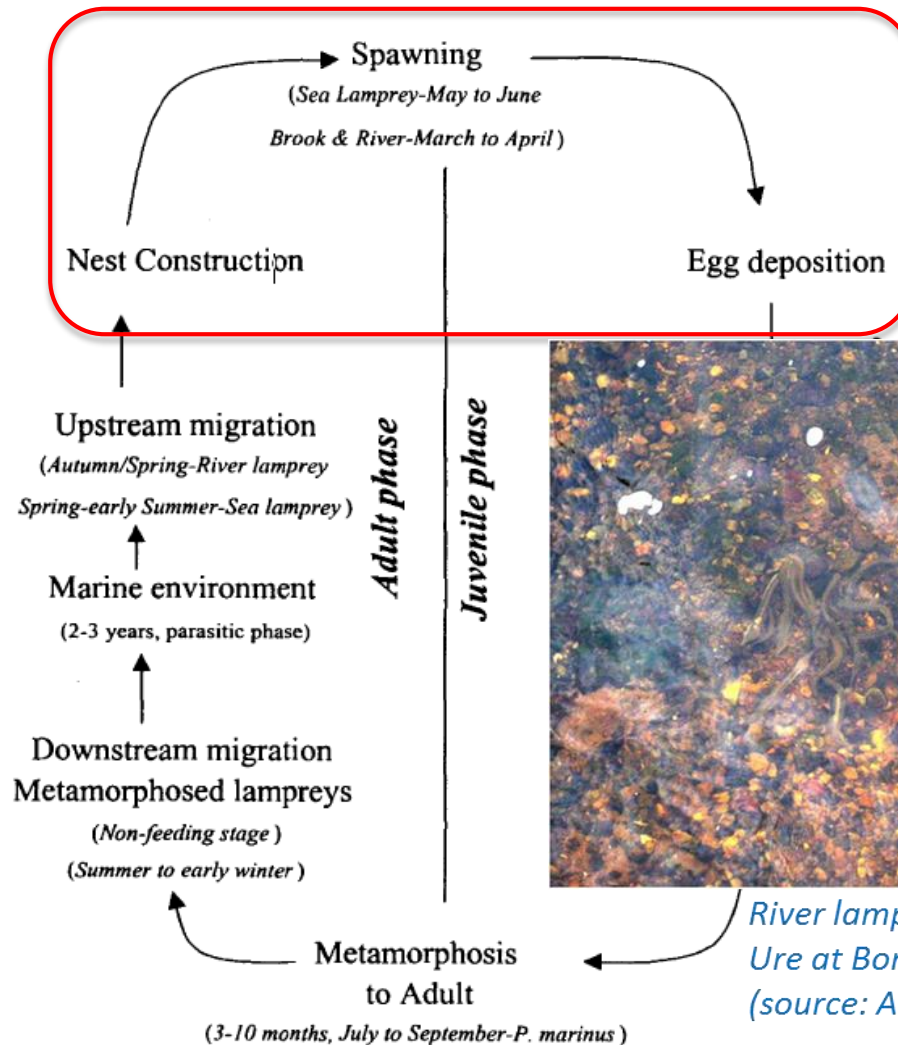 Spawning
(Sea Lamprey-May to June
Brook & River-March to April)
Nest Construction
Egg deposition
Upstream migration
(Autumn/Spring-River lamprey
Spring-early Summer-Sea lamprey)
Adult phase
Juvenile phase
Marine environment
(2-3 years, parasitic phase)
Downstream migration
Metamorphosed lampreys
(Non-feeding stage)
(Summer to early winter)
River
Ure at
(source:
Metamorphosis
to Adult
(3-10 months, July to September-P. marinus)